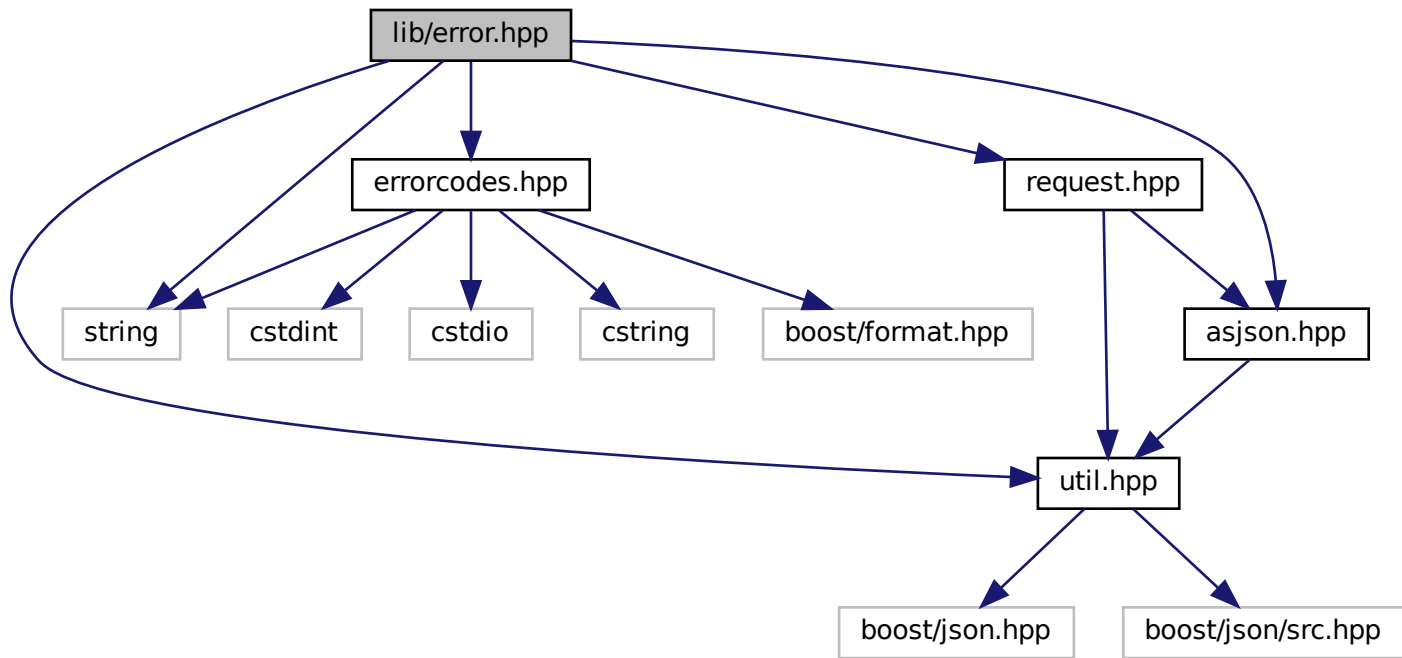 lib/error.hpp
errorcodes.hpp
request.hpp
string
cstdint
cstdio
cstring
boost/format.hpp
asjson.hpp
util.hpp
boost/json.hpp
boost/json/src.hpp